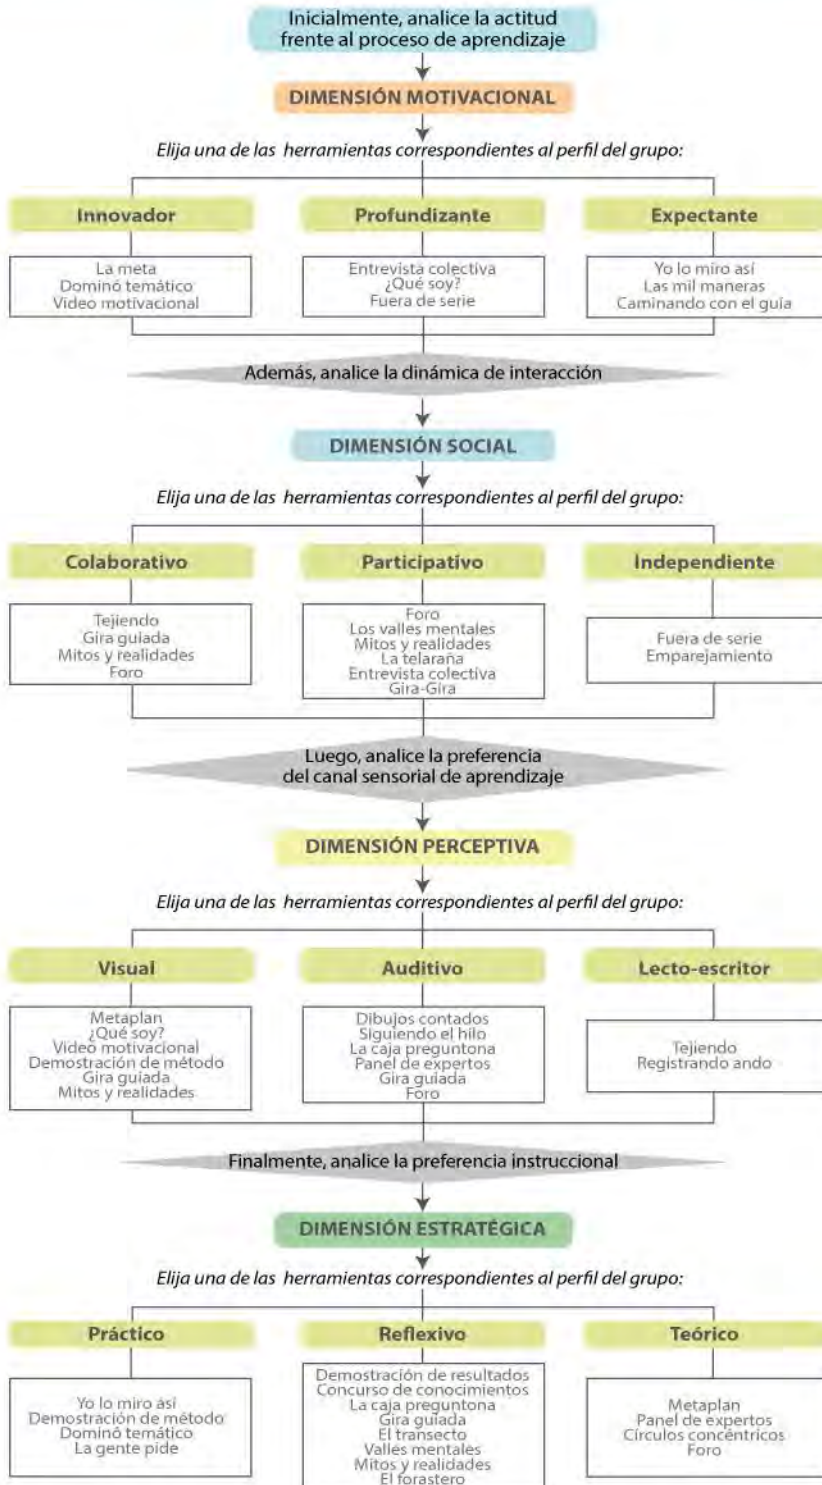 Inicialmente, analice la actitud
frente al proceso de aprendizaje
DIMENSIÓN MOTIVACIONAL
Elija una de las herramientas correspondientes al perfil del grupo:
Innovador
La meta
Dominó temático
Video motivacional
Profundizante
Entrevista colectiva
¿Qué soy?
Fuera de serie
Expectante
Yo lo miro así
Las mil maneras
Caminando con el guía
Además, analice la dinámica de interacción
DIMENSIÓN SOCIAL
Elija una de las herramientas correspondientes al perfil del grupo:
Colaborativo
Tejiendo
Gira guiada
Mitos y realidades
Foro
Participativo
Foro
Los valles mentales
Mitos y realidades
La telaraña
Entrevista colectiva
Gira-Gira
Independiente
Fuera de serie
Emparejamiento
Luego, analice la preferencia
del canal sensorial de aprendizaje
DIMENSIÓN PERCEPTIVA
Elija una de las herramientas correspondientes al perfil del grupo:
Visual
Metaplan
¿Qué soy?
Video motivacional
Demostración de método
Gira guiada
Mitos y realidades
Auditivo
Dibujos contados
Siguiendo el hilo
La caja preguntona
Panel de expertos
Gira guiada
Foro
Lecto-escritor
Tejiendo
Registrando ando
Finalmente, analice la preferencia instruccional
DIMENSIÓN ESTRATÉGICA
Elija una de las herramientas correspondientes al perfil del grupo:
Práctico
Yo lo miro así
Demostración de método
Dominó temático
La gente pide
Reflexivo
Demostración de resultados
Concurso de conocimientos
La caja preguntona
Gira guiada
El transecto
Valles mentales
Mitos y realidades
El forastero
Teórico
Metaplan
Panel de expertos
Círculos concéntricos
Foro